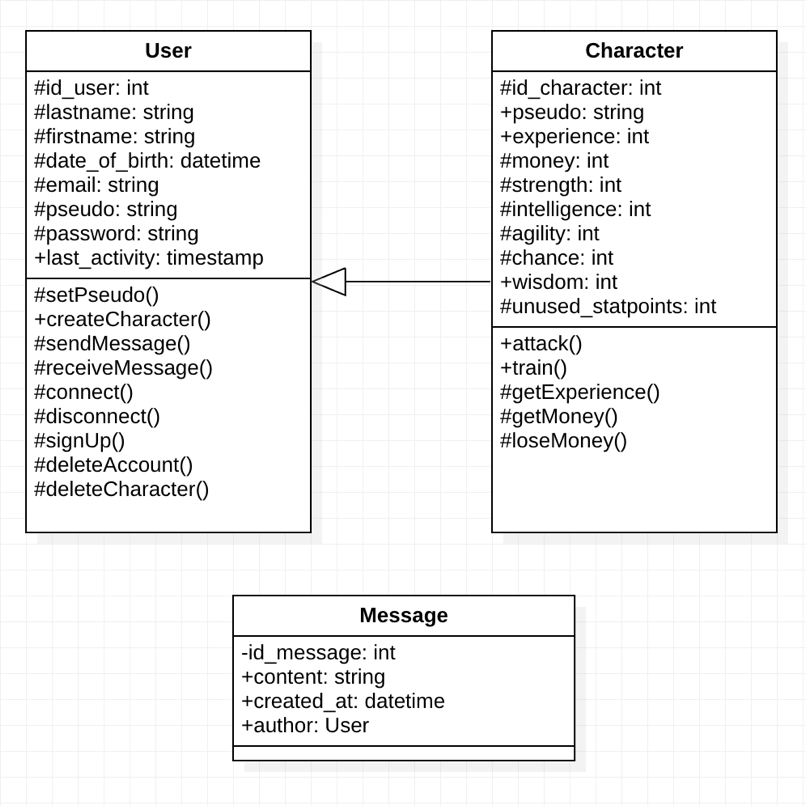 User
#id_user: int
#lastname: string
#firstname: string
#date_of_birth: datetime
#email: string
#pseudo: string
#password: string
+last_activity: timestamp
#setPseudo()
+createCharacter()
#sendMessage()
#receiveMessage()
#connect()
#disconnect()
#signUp()
#deleteAccount()
#deleteCharacter()
Character
#id_character: int
+pseudo: string
+experience: int
#money: int
#strength: int
#intelligence: int
#agility: int
#chance: int
+wisdom: int
#unused_statpoints: int
+attack()
+train()
#getExperience()
#getMoney()
#loseMoney()
Message
-id_message: int
+content: string
+created_at: datetime
+author: User